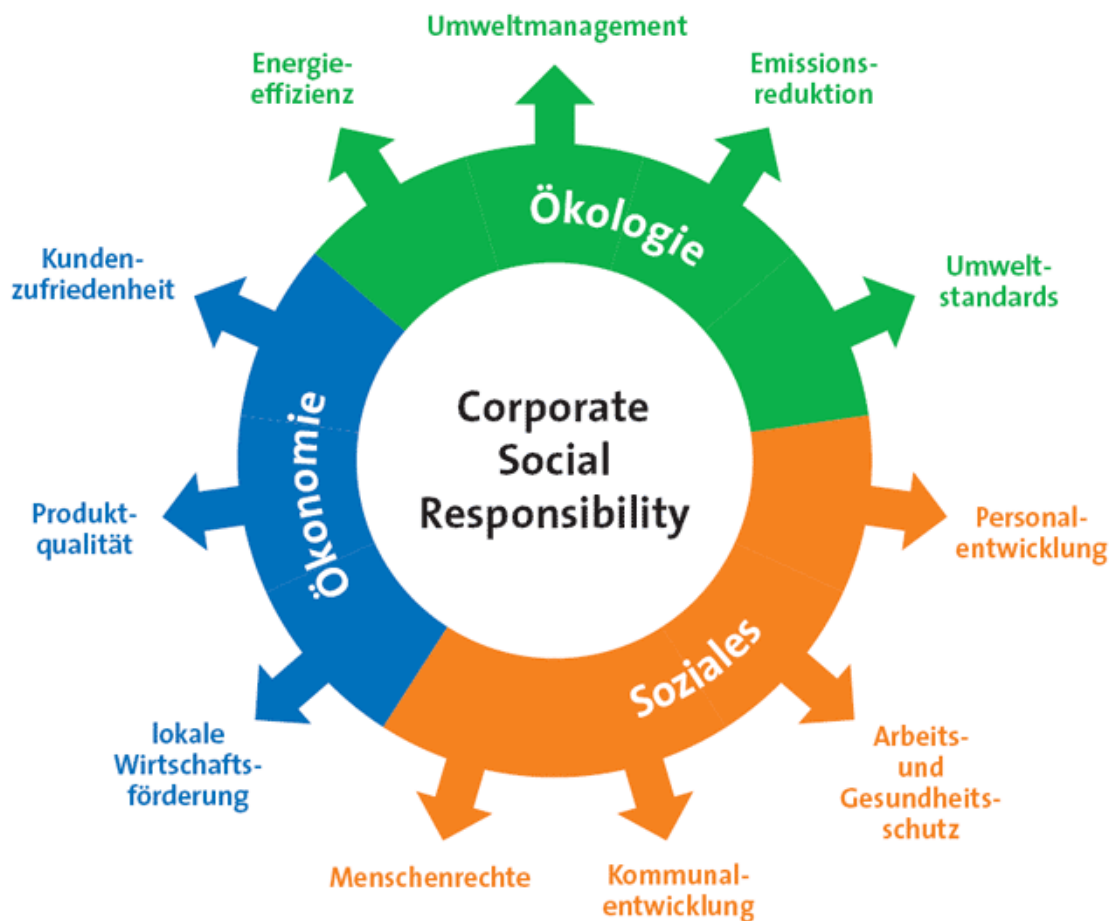 Umweltmanagement
Energie-
effizienz
Emissions-
reduktion
Ökologie
Kunden-
zufriedenheit
Umwelt-
standards
Corporate
Social
Responsibility
Ökonomie
Produkt-
qualität
Personal-
entwicklung
Soziales
lokale
Wirtschafts-
förderung
Arbeits-
und
Gesundheits-
schutz
Menschenrechte
Kommunal-
entwicklung